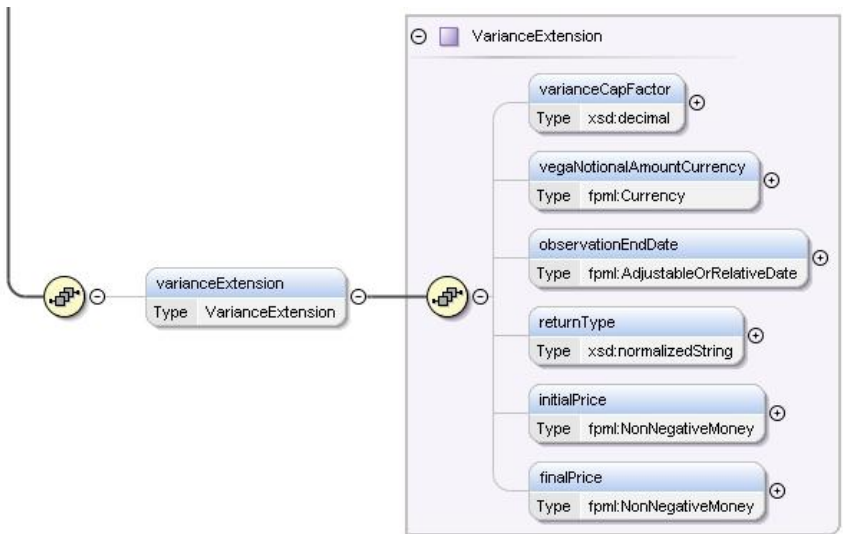 VarianceExtension
varianceCapFactor
Type xsd:decimal
vegaNotionalAmountCurrency
Type fpml:Currency
observationEndDate
Type fpml:AdjustableOrRelativeDate
varianceExtension
Type VarianceExtension
returnType
Type xsd:normalizedString
initialPrice
Type fpml:NonNegativeMoney
finalPrice
Type fpml:NonNegativeMoney